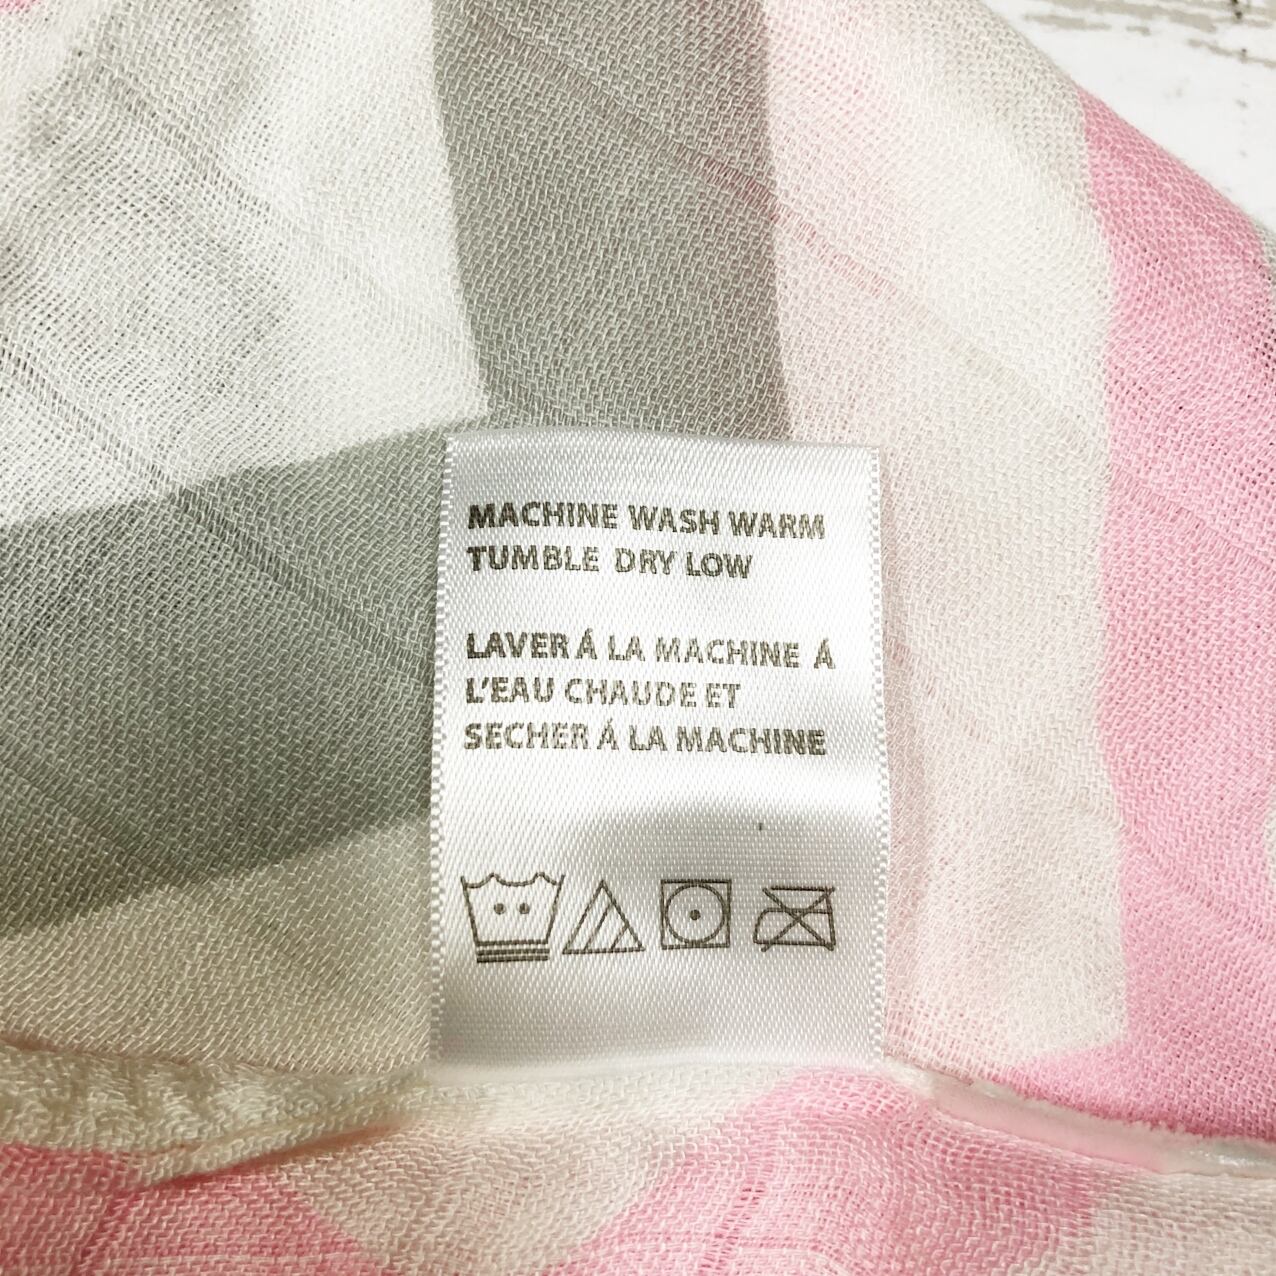 MACHINE WASH WARM
TUMBLE DRY LOW
LAVER Á LA MACHINE Á
L'EAU CHAUDE ET
SECHER Á LA MACHINE